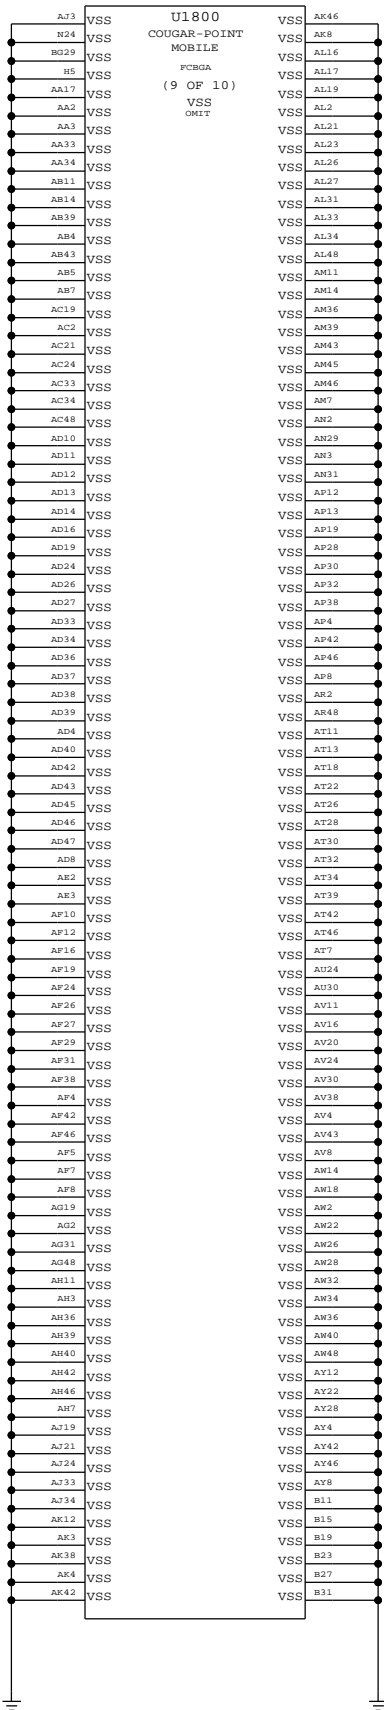 U1800
COUGAR-POINT
MOBILE
FCBGA
(9 OF 10)
VSS
OMIT
AJ3 VSS VSS AK46
N24 VSS VSS AK8
BG29 VSS VSS AL16
H5 VSS VSS AL17
AA17 VSS VSS AL19
AA2 VSS VSS AL2
AA3 VSS VSS AL21
AA33 VSS VSS AL23
AA34 VSS VSS AL26
AB11 VSS VSS AL27
AB14 VSS VSS AL31
AB39 VSS VSS AL33
AB4 VSS VSS AL34
AB43 VSS VSS AL48
AB5 VSS VSS AM11
AB7 VSS VSS AM14
AC19 VSS VSS AM36
AC2 VSS VSS AM39
AC21 VSS VSS AM43
AC24 VSS VSS AM45
AC33 VSS VSS AM46
AC34 VSS VSS AM7
AC48 VSS VSS AN2
AD10 VSS VSS AN29
AD11 VSS VSS AN3
AD12 VSS VSS AN31
AD13 VSS VSS AP12
AD14 VSS VSS AP13
AD16 VSS VSS AP19
AD19 VSS VSS AP28
AD24 VSS VSS AP30
AD26 VSS VSS AP32
AD27 VSS VSS AP38
AD33 VSS VSS AP4
AD34 VSS VSS AP42
AD36 VSS VSS AP46
AD37 VSS VSS AP8
AD38 VSS VSS AR2
AD39 VSS VSS AR48
AD4 VSS VSS AT11
AD40 VSS VSS AT13
AD42 VSS VSS AT18
AD43 VSS VSS AT22
AD45 VSS VSS AT26
AD46 VSS VSS AT28
AD47 VSS VSS AT30
AD8 VSS VSS AT32
AE2 VSS VSS AT34
AE3 VSS VSS AT39
AF10 VSS VSS AT42
AF12 VSS VSS AT46
AF16 VSS VSS AT7
AF19 VSS VSS AU24
AF24 VSS VSS AU30
AF26 VSS VSS AV11
AF27 VSS VSS AV16
AF29 VSS VSS AV20
AF31 VSS VSS AV24
AF38 VSS VSS AV30
AF4 VSS VSS AV38
AF42 VSS VSS AV4
AF46 VSS VSS AV43
AF5 VSS VSS AV8
AF7 VSS VSS AW14
AF8 VSS VSS AW18
AG19 VSS VSS AW2
AG2 VSS VSS AW22
AG31 VSS VSS AW26
AG48 VSS VSS AW28
AH11 VSS VSS AW32
AH3 VSS VSS AW34
AH36 VSS VSS AW36
AH39 VSS VSS AW40
AH40 VSS VSS AW48
AH42 VSS VSS AY12
AH46 VSS VSS AY22
AH7 VSS VSS AY28
AJ19 VSS VSS AY4
AJ21 VSS VSS AY42
AJ24 VSS VSS AY46
AJ33 VSS VSS AY8
AJ34 VSS VSS B11
AK12 VSS VSS B15
AK3 VSS VSS B19
AK38 VSS VSS B23
AK4 VSS VSS B27
AK42 VSS VSS B31